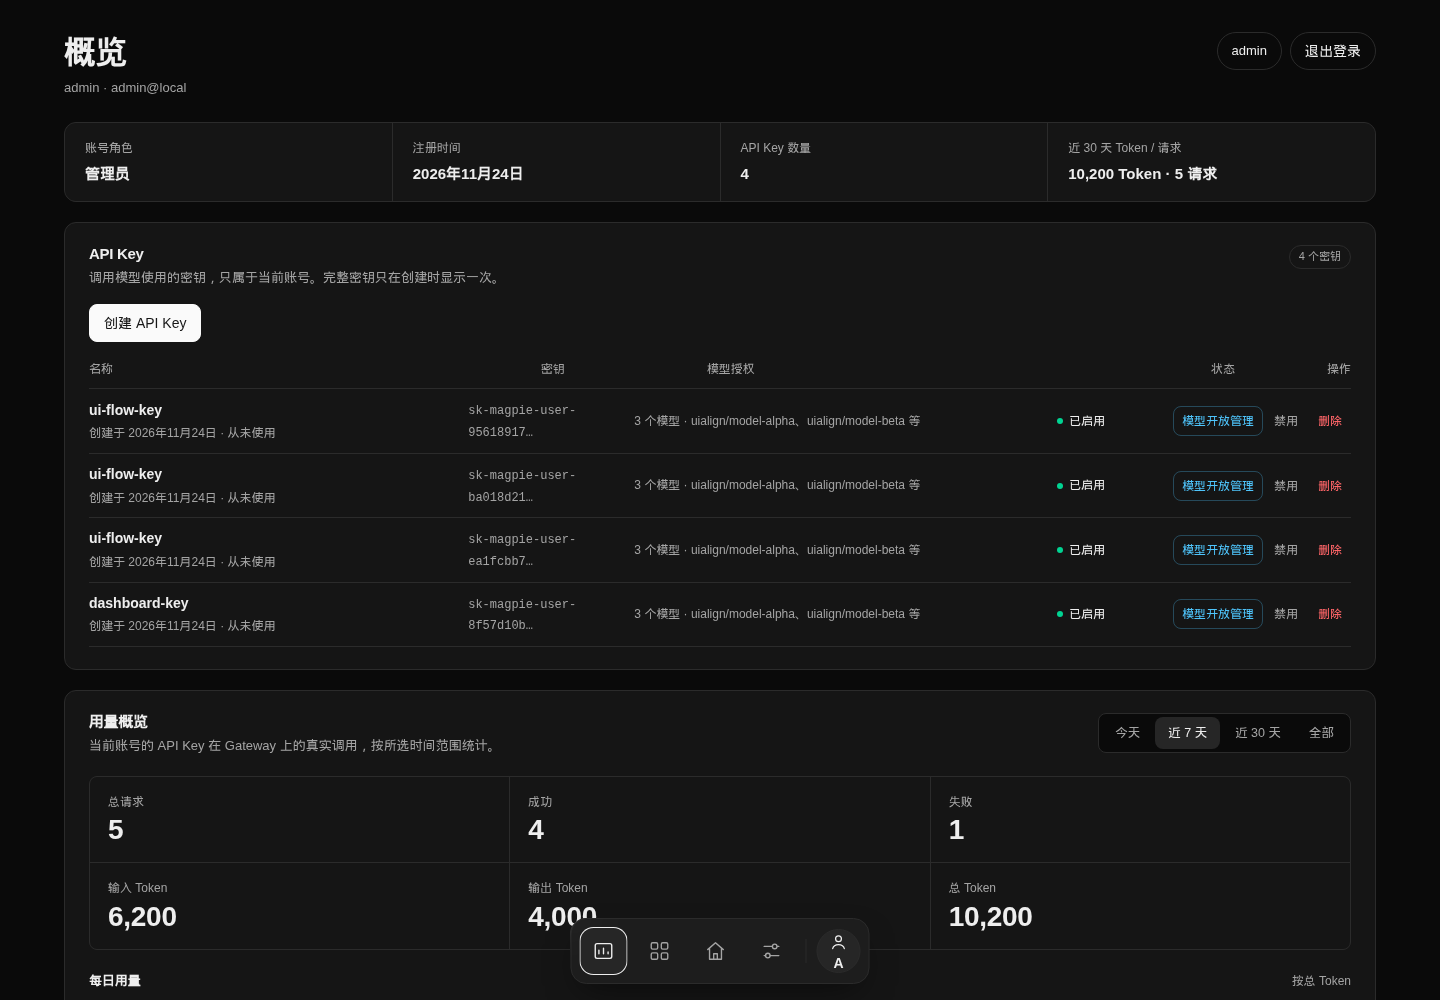 概览
admin · admin@local
admin
退出登录
账号角色
管理员
注册时间
2026年11月24日
API Key 数量
4
近 30 天 Token / 请求
10,200 Token · 5 请求
API Key
调用模型使用的密钥，只属于当前账号。完整密钥只在创建时显示一次。
4 个密钥
创建 API Key
名称 密钥 模型授权 状态 操作
ui-flow-key
创建于 2026年11月24日 · 从未使用
sk-magpie-user-
95618917…
3 个模型 · uialign/model-alpha、uialign/model-beta 等
已启用
模型开放管理 禁用 删除
ui-flow-key
创建于 2026年11月24日 · 从未使用
sk-magpie-user-
ba018d21…
3 个模型 · uialign/model-alpha、uialign/model-beta 等
已启用
模型开放管理 禁用 删除
ui-flow-key
创建于 2026年11月24日 · 从未使用
sk-magpie-user-
ea1fcbb7…
3 个模型 · uialign/model-alpha、uialign/model-beta 等
已启用
模型开放管理 禁用 删除
dashboard-key
创建于 2026年11月24日 · 从未使用
sk-magpie-user-
8f57d10b…
3 个模型 · uialign/model-alpha、uialign/model-beta 等
已启用
模型开放管理 禁用 删除
用量概览
当前账号的 API Key 在 Gateway 上的真实调用，按所选时间范围统计。
今天 近 7 天 近 30 天 全部
总请求
5
成功
4
失败
1
输入 Token
6,200
输出 Token
4,000
总 Token
10,200
A
每日用量
按总 Token